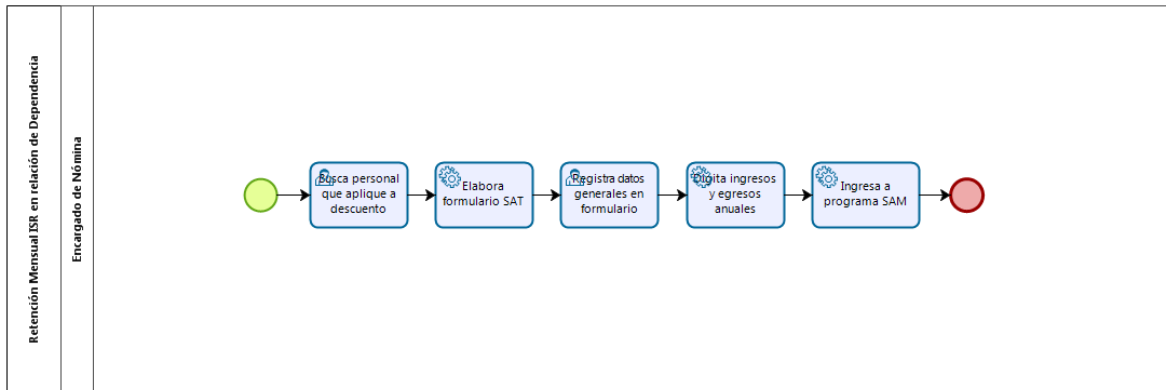 Retención Mensual ISR en relación de Dependencia
Encargado de Nómina
Busca personal
que aplique a
descuento
Elabora
formulario SAT
Registra datos
generales en
formulario
Digita ingresos
y egresos
anuales
Ingresa a
programa SAM